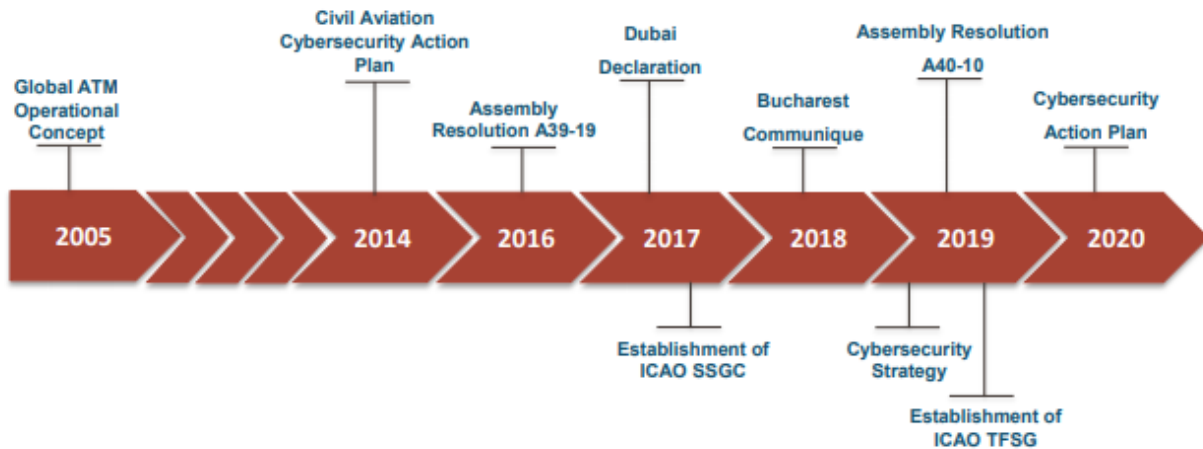 Global ATM
Operational
Concept
Civil Aviation
Cybersecurity Action
Plan
Assembly
Resolution A39-19
Dubai
Declaration
Bucharest
Communique
Assembly Resolution
A40-10
Cybersecurity
Action Plan
2005
2014
2016
2017
2018
2019
2020
Establishment of
ICAO SSGC
Cybersecurity
Strategy
Establishment of
ICAO TFSG